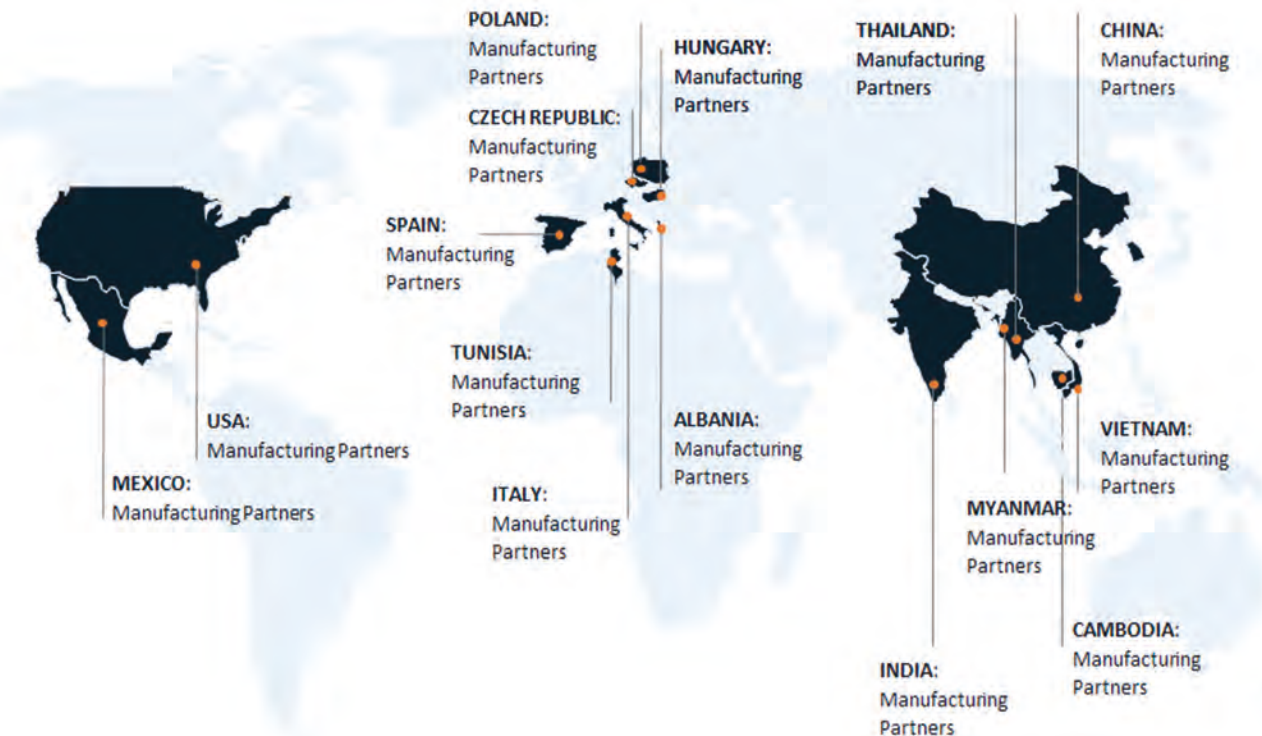 POLAND:
Manufacturing
Partners
HUNGARY:
Manufacturing
Partners
THAILAND:
Manufacturing
Partners
CHINA:
Manufacturing
Partners
CZECH REPUBLIC:
Manufacturing
Partners
SPAIN:
Manufacturing
Partners
TUNISIA:
Manufacturing
Partners
USA:
Manufacturing Partners
MEXICO:
Manufacturing Partners
ITALY:
Manufacturing
Partners
ALBANIA:
Manufacturing
Partners
VIETNAM:
Manufacturing
Partners
MYANMAR:
Manufacturing
Partners
CAMBODIA:
Manufacturing
Partners
INDIA:
Manufacturing
Partners